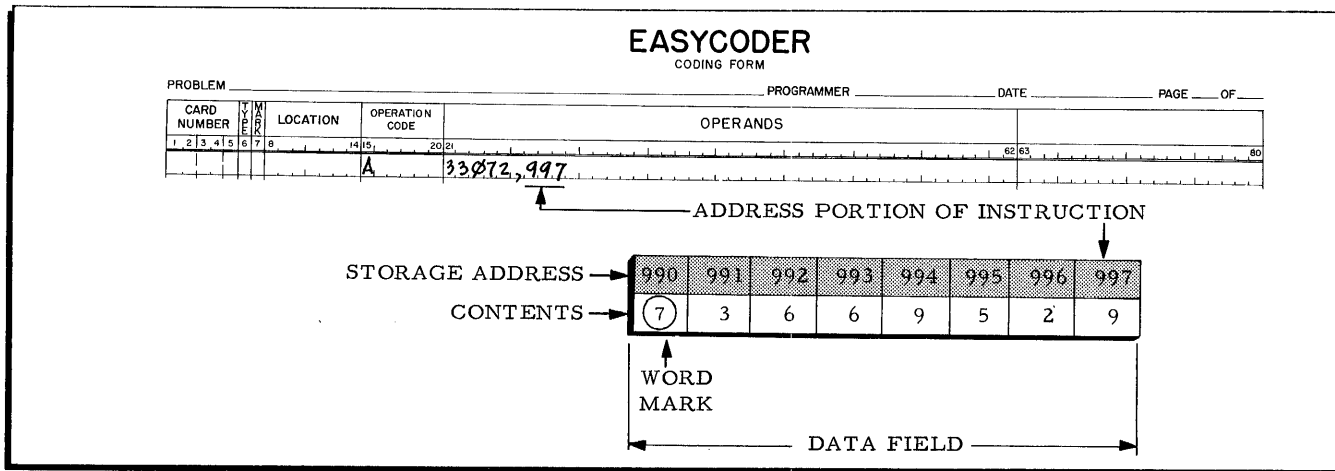 EASYCODER
CODING FORM
PROBLEM PROGRAMMER DATE PAGE OF
CARD NUMBER TYPE MARK LOCATION OPERATION CODE OPERANDS
1 2 3 4 5 6 7 8 14 15 20 21 62 63 80
A 33Ø72,997
ADDRESS PORTION OF INSTRUCTION
STORAGE ADDRESS 990 991 992 993 994 995 996 997
CONTENTS 7 3 6 6 9 5 2 9
WORD
MARK
DATA FIELD